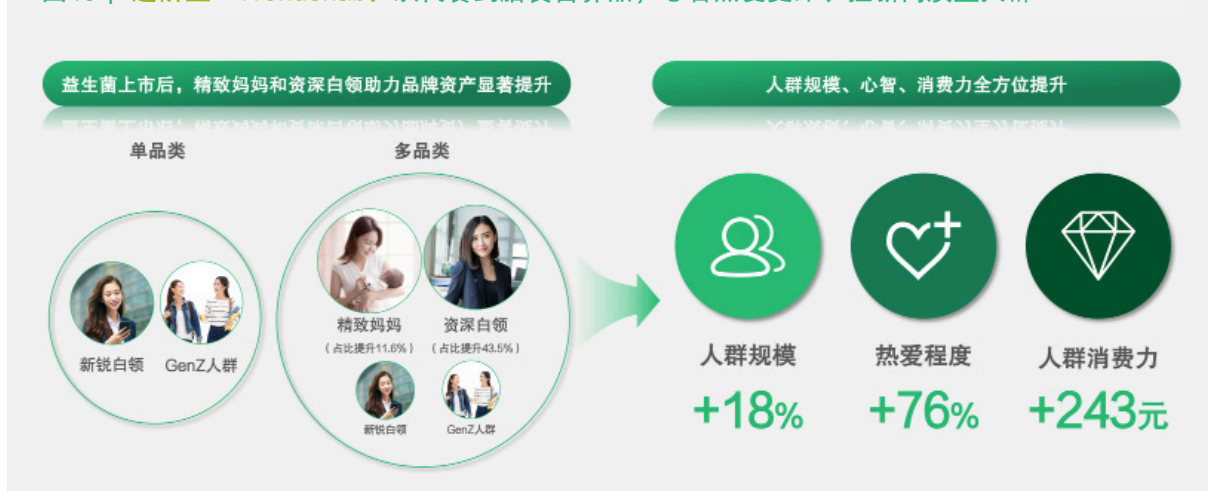 益生菌上市后，精致妈妈和资深白领助力品牌资产显著提升
人群规模、心智、消费力全方位提升
单品类
多品类
新锐白领
GenZ人群
精致妈妈
（占比提升11.6%）
资深白领
（占比提升43.5%）
新锐白领
GenZ人群
人群规模
+18%
热爱程度
+76%
人群消费力
+243元